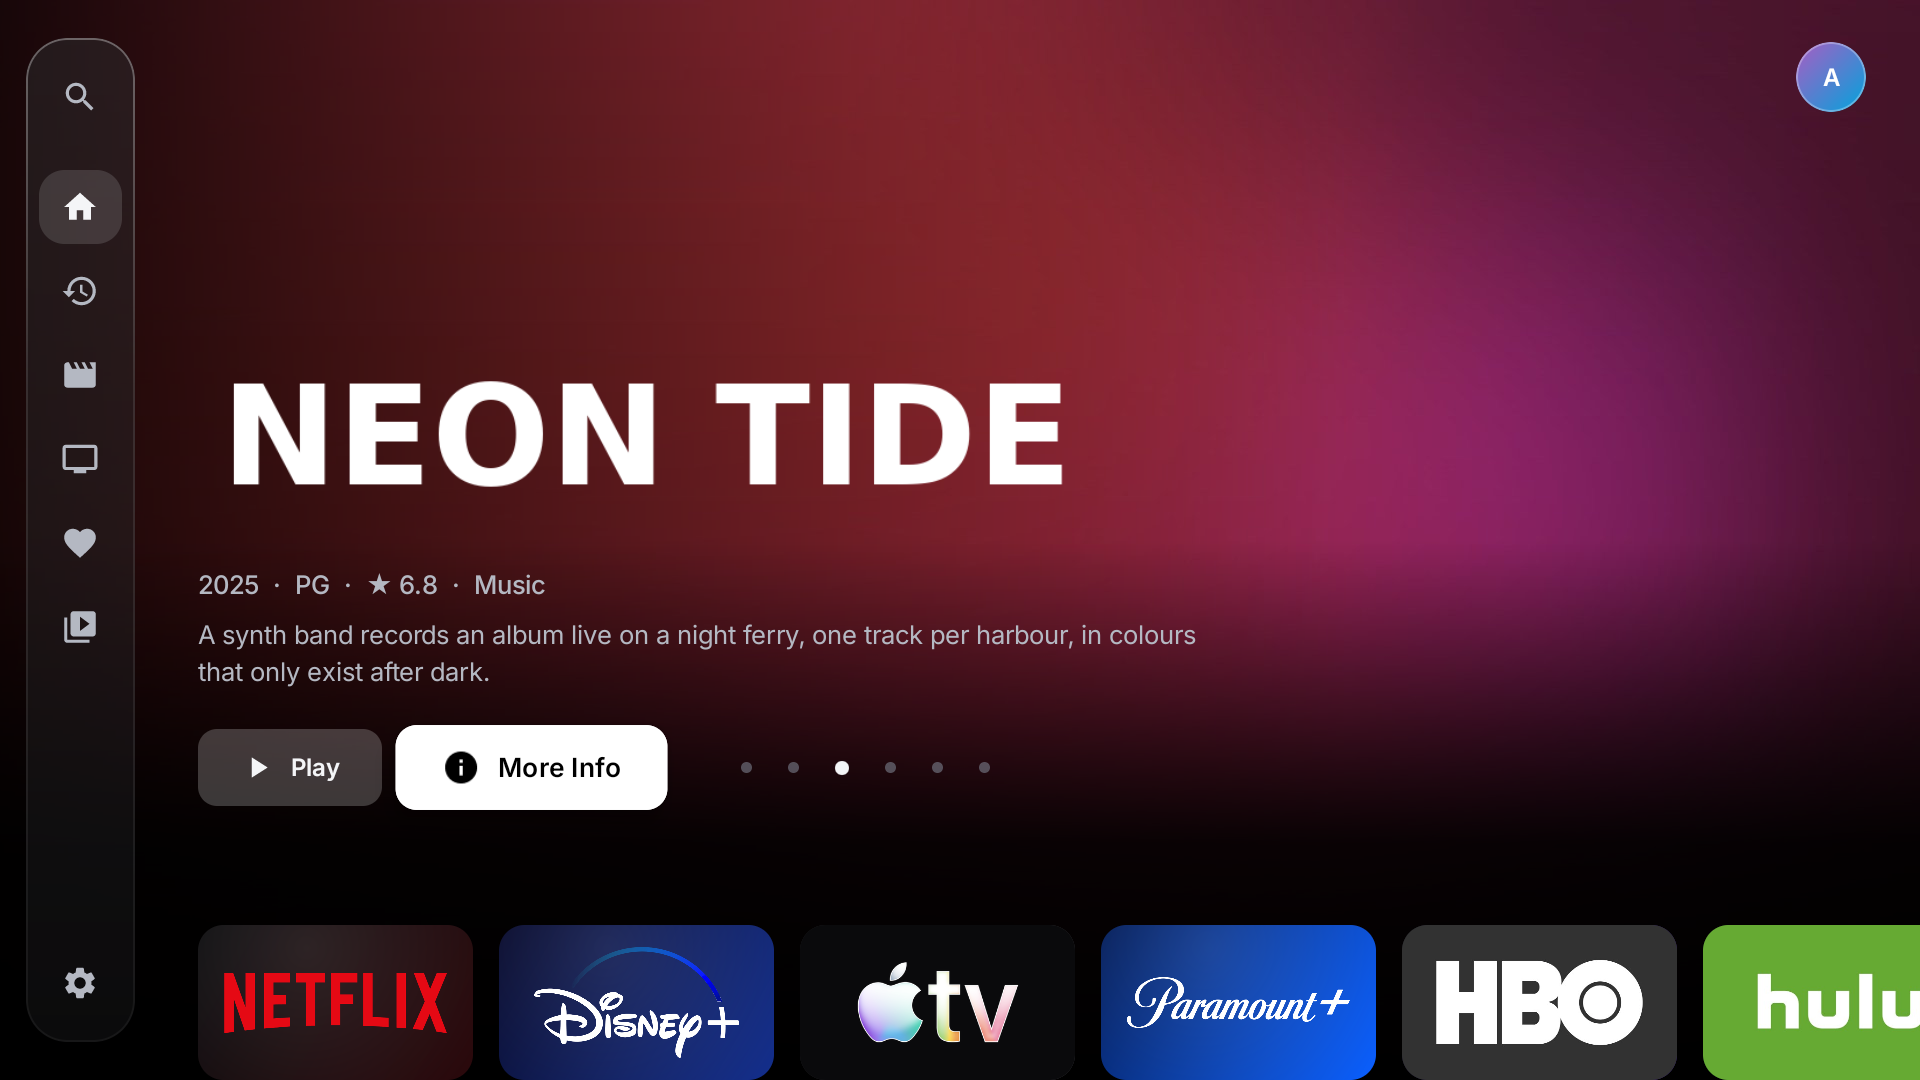 A
NEON TIDE
2025 · PG · ★ 6.8 · Music
A synth band records an album live on a night ferry, one track per harbour, in colours
that only exist after dark.
Play
More Info
NETFLIX
Disney+
tv
Paramount+
HBO
hulu